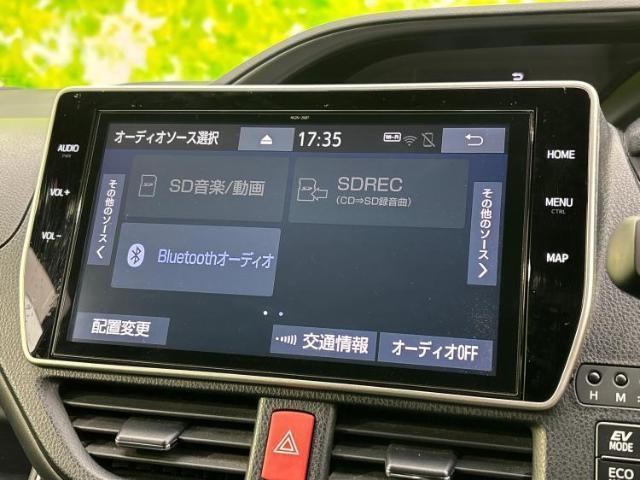 AUDIO
PWR
VOL+
VOL-
オーディオソース選択
17:35
Wi-Fi
その他のソース
SD音楽/動画
SDREC
(CD⇒SD録音曲)
その他のソース
Bluetoothオーディオ
配置変更
交通情報
オーディオOFF
HOME
MENU
CTRL
MAP
H M
EV
MODE
ECO